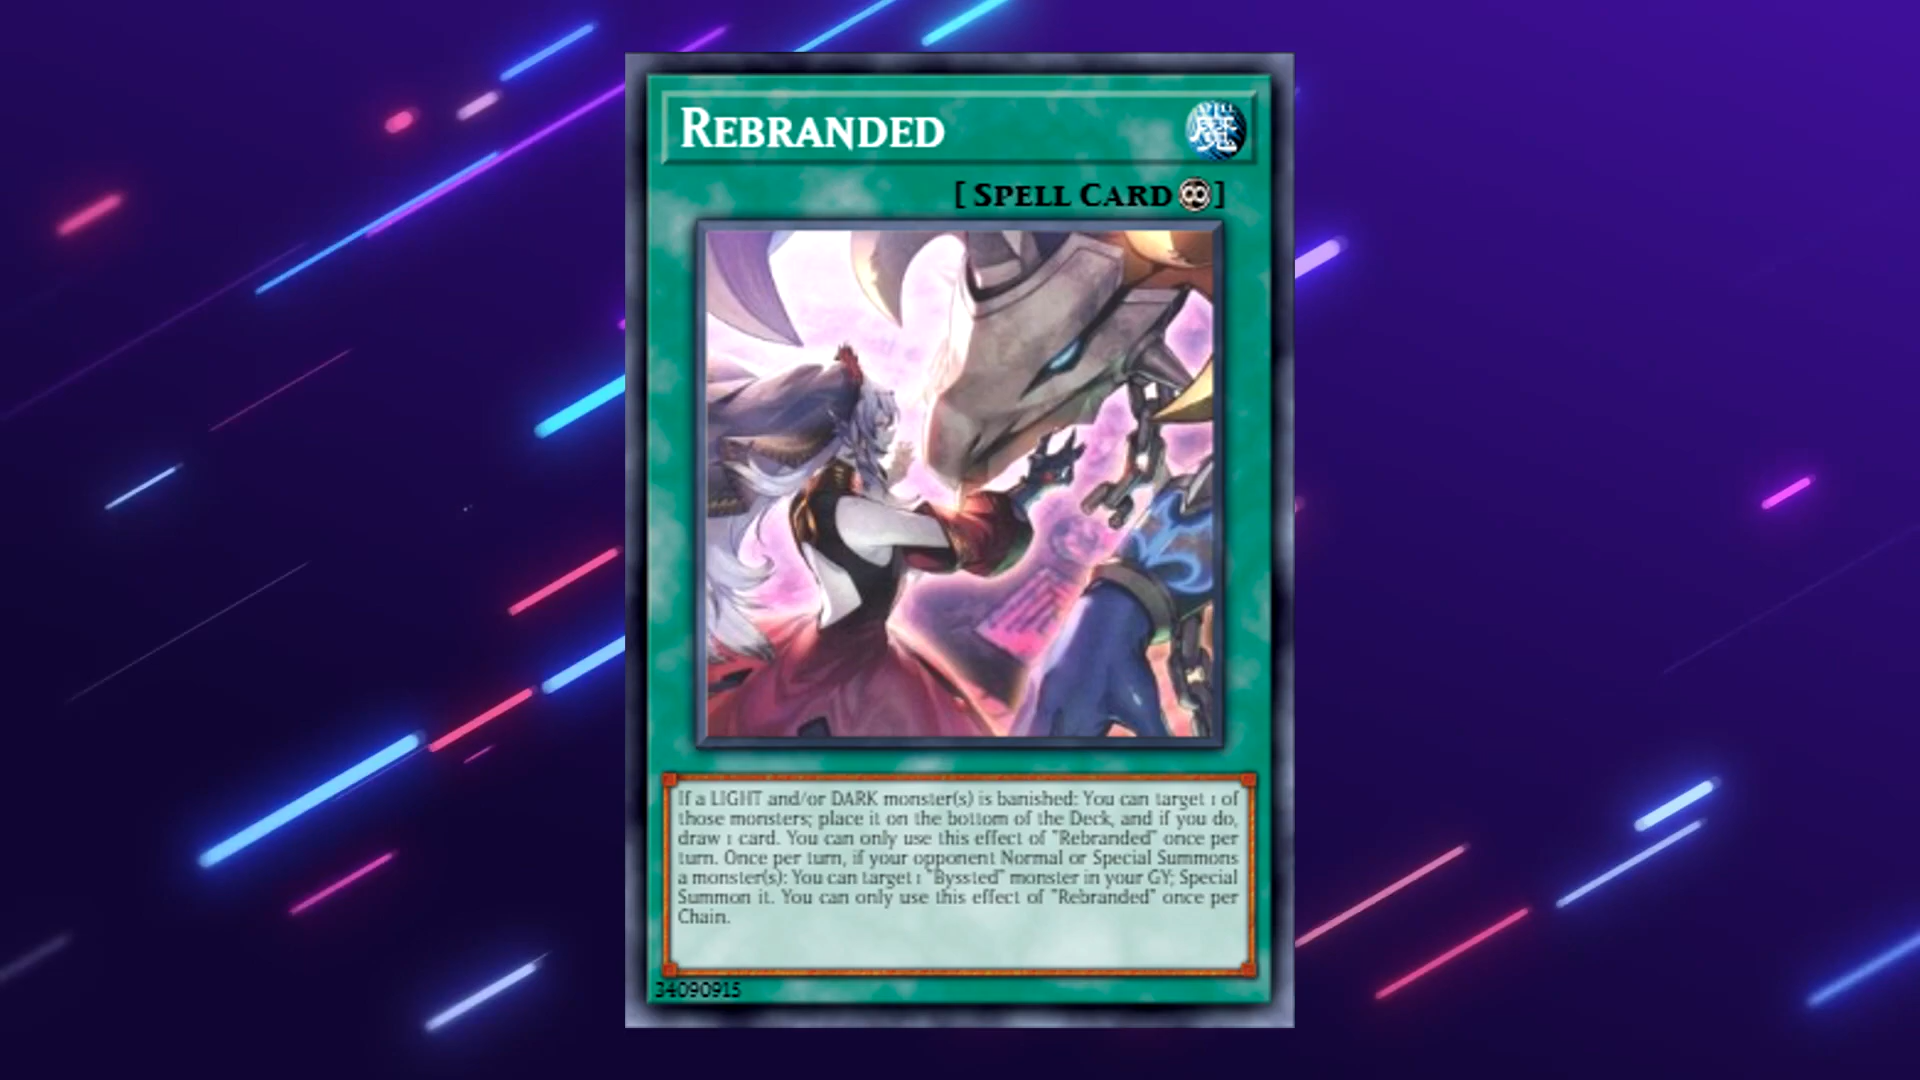 REBRANDED
[ SPELL CARD ]
If a LIGHT and/or DARK monster(s) is banished: You can target 1 of
those monsters; place it on the bottom of the Deck, and if you do,
draw 1 card. You can only use this effect of "Rebranded" once per
turn. Once per turn, if your opponent Normal or Special Summons
a monster(s): You can target 1 "Byssted" monster in your GY; Special
Summon it. You can only use this effect of "Rebranded" once per
Chain.
34090915